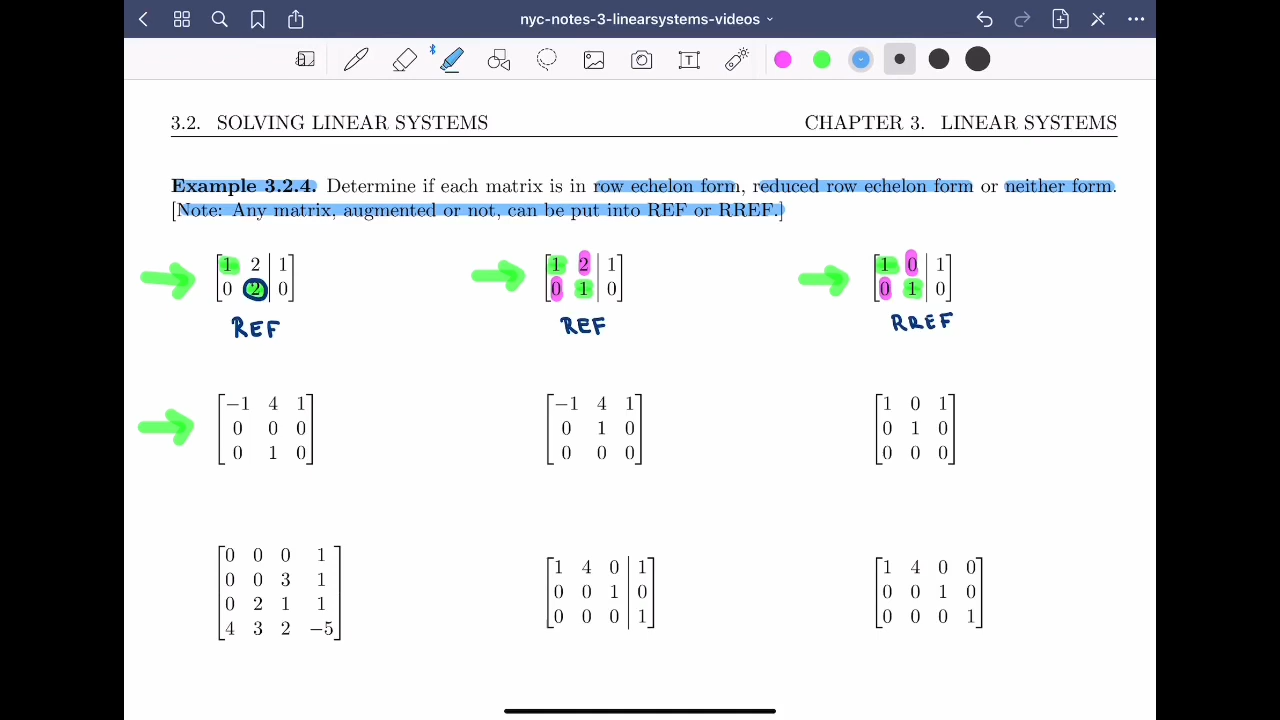 nyc-notes-3-linearsystems-videos
T
3.2. SOLVING LINEAR SYSTEMS CHAPTER 3. LINEAR SYSTEMS
Example 3.2.4. Determine if each matrix is in row echelon form, reduced row echelon form or neither form.
[Note: Any matrix, augmented or not, can be put into REF or RREF.]
1 2 | 1 1 2 | 1 1 0 | 1
0 2 | 0 0 1 | 0 0 1 | 0
REF REF RREF
−1 4 1 −1 4 1 1 0 1
0 0 0 0 1 0 0 1 0
0 1 0 0 0 0 0 0 0
0 0 0 1
0 0 3 1
0 2 1 1
4 3 2 −5
1 4 0 | 1 1 4 0 0
0 0 1 | 0 0 0 1 0
0 0 0 | 1 0 0 0 1